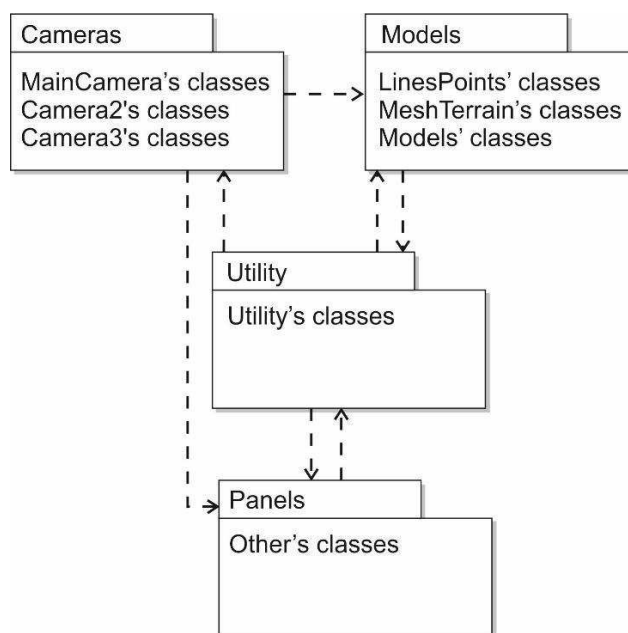 Cameras
MainCamera's classes
Camera2's classes
Camera3's classes
Models
LinesPoints' classes
MeshTerrain's classes
Models' classes
Utility
Utility's classes
Panels
Other's classes